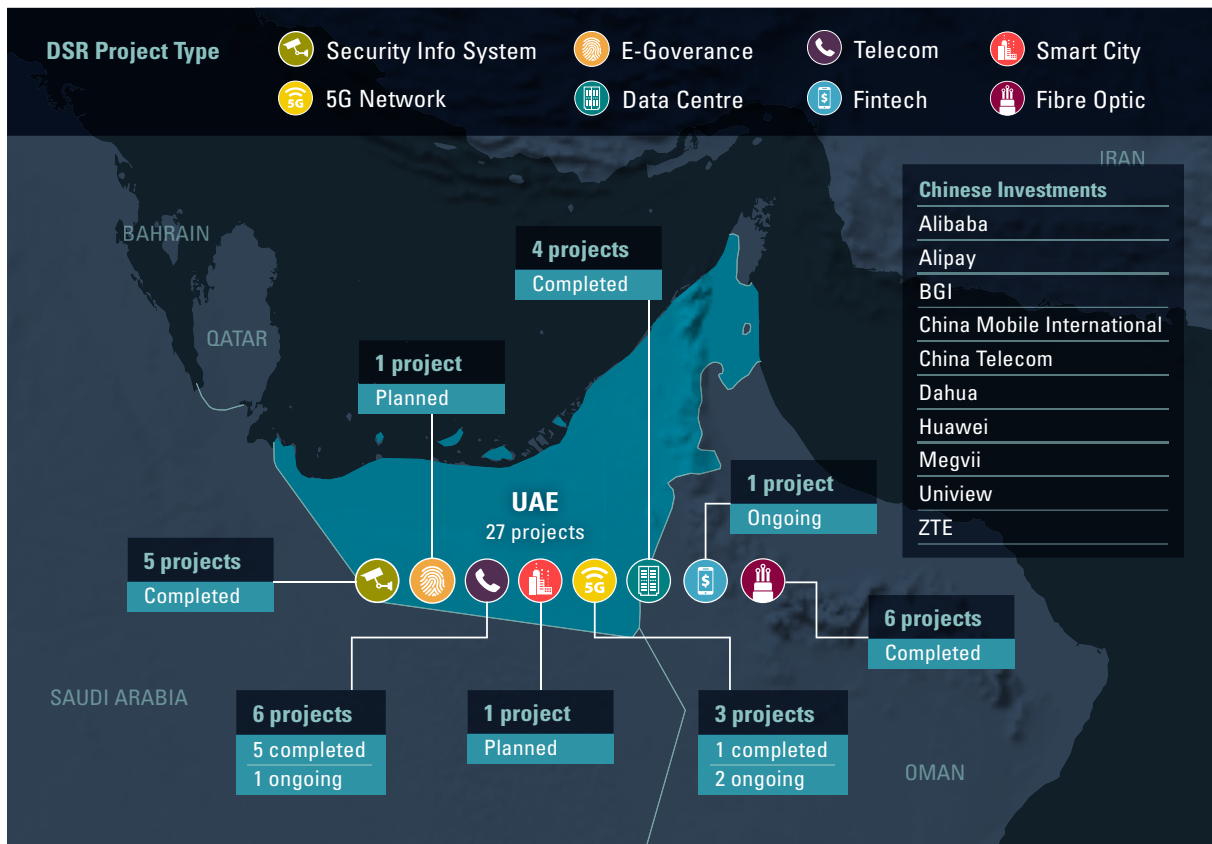 DSR Project Type
Security Info System
E-Goverance
Telecom
Smart City
5G
5G Network
Data Centre
$
Fintech
Fibre Optic
IRAN
Chinese Investments
Alibaba
Alipay
BGI
China Mobile International
China Telecom
Dahua
Huawei
Megvii
Uniview
ZTE
BAHRAIN
QATAR
4 projects
Completed
1 project
Planned
UAE
27 projects
1 project
Ongoing
5 projects
Completed
5G
$
6 projects
Completed
SAUDI ARABIA
6 projects
5 completed
1 ongoing
1 project
Planned
3 projects
1 completed
2 ongoing
OMAN